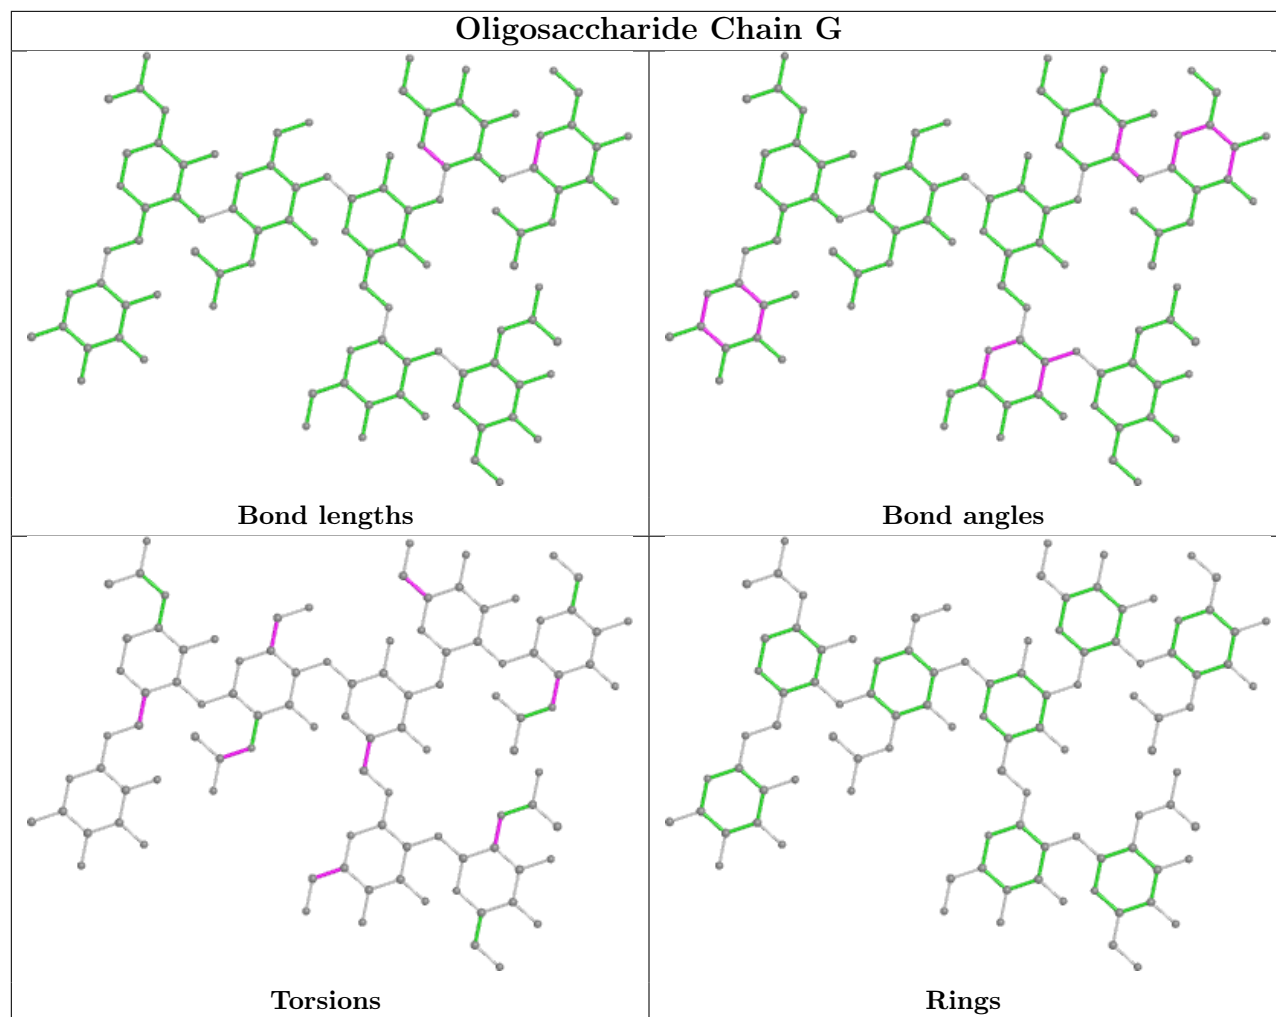 Oligosaccharide Chain G
Bond lengths
Bond angles
Torsions
Rings